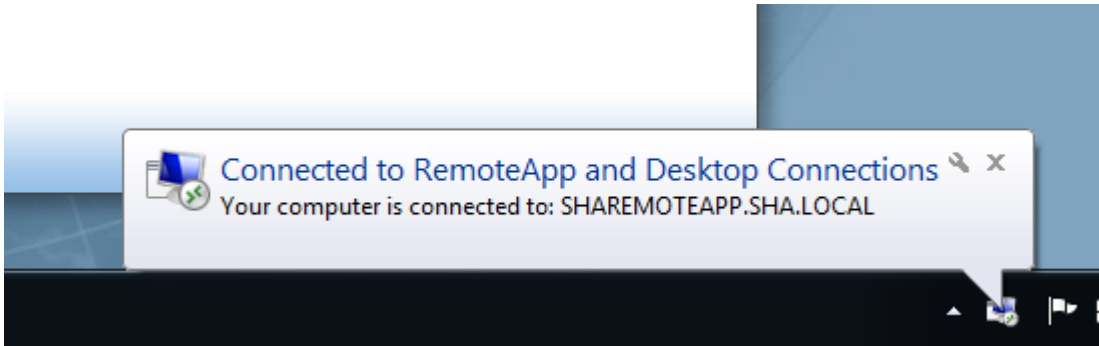 Connected to RemoteApp and Desktop Connections
Your computer is connected to: SHAREMOTEAPP.SHA.LOCAL